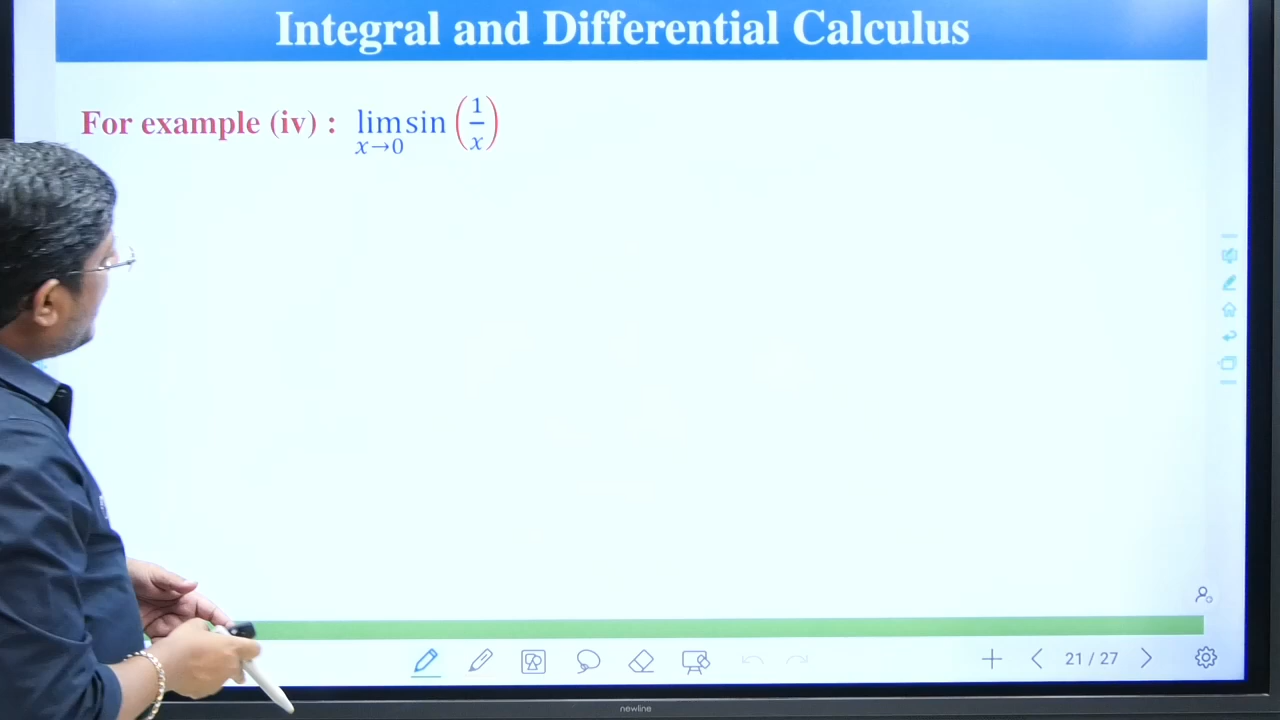 Integral and Differential Calculus
For example (iv) : lim x→0 sin (1/x)
21 / 27
newline